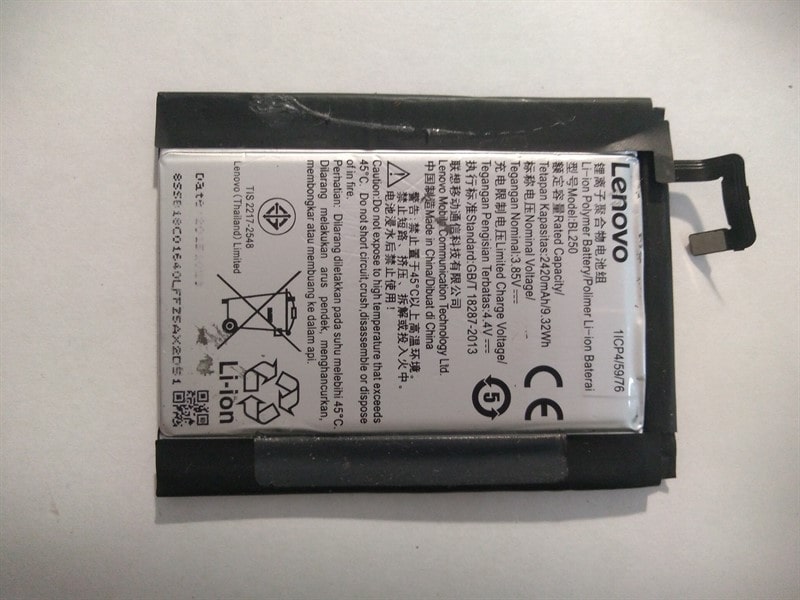 Lenovo
锂离子聚合物电池组
Li-ion Polymer Battery/Polimer Li-ion Baterai
1ICP4/59/76
型号Model:BL250
额定容量Rated Capacity/
Tetapan Kapasitas:2420mAh/9.32Wh
标称电压Nominal Voltage/
Tegangan Nominal:3.85V⎓
充电限制电压Limited Charge Voltage/
Tegangan Pengisian Terbatas:4.4V⎓
执行标准Standard:GB/T 18287-2013
联想移动通信科技有限公司
Lenovo Mobile Communication Technology Ltd.
中国制造Made in China/Dibuat di China
CE
5
警告:禁止置于45°C以上高温环境;
禁止短路、挤压、拆解或投入火中。
电池浸水后禁止使用!
Caution:Do not expose to high temperature that exceeds
45°C. Do not short circuit,crust,disassemble or dispose
of in fire.
Perhatian: Dilarang diletakkan pada suhu melebihi 45°C.
Dilarang melakukan arus pendek, menghancurkan,
membongkar atau membuang ke dalam api.
TIS 2217-2548
Lenovo (Thailand) Limited
Li-ion
Date
8SSB18C01640LFFZ5AX2D51